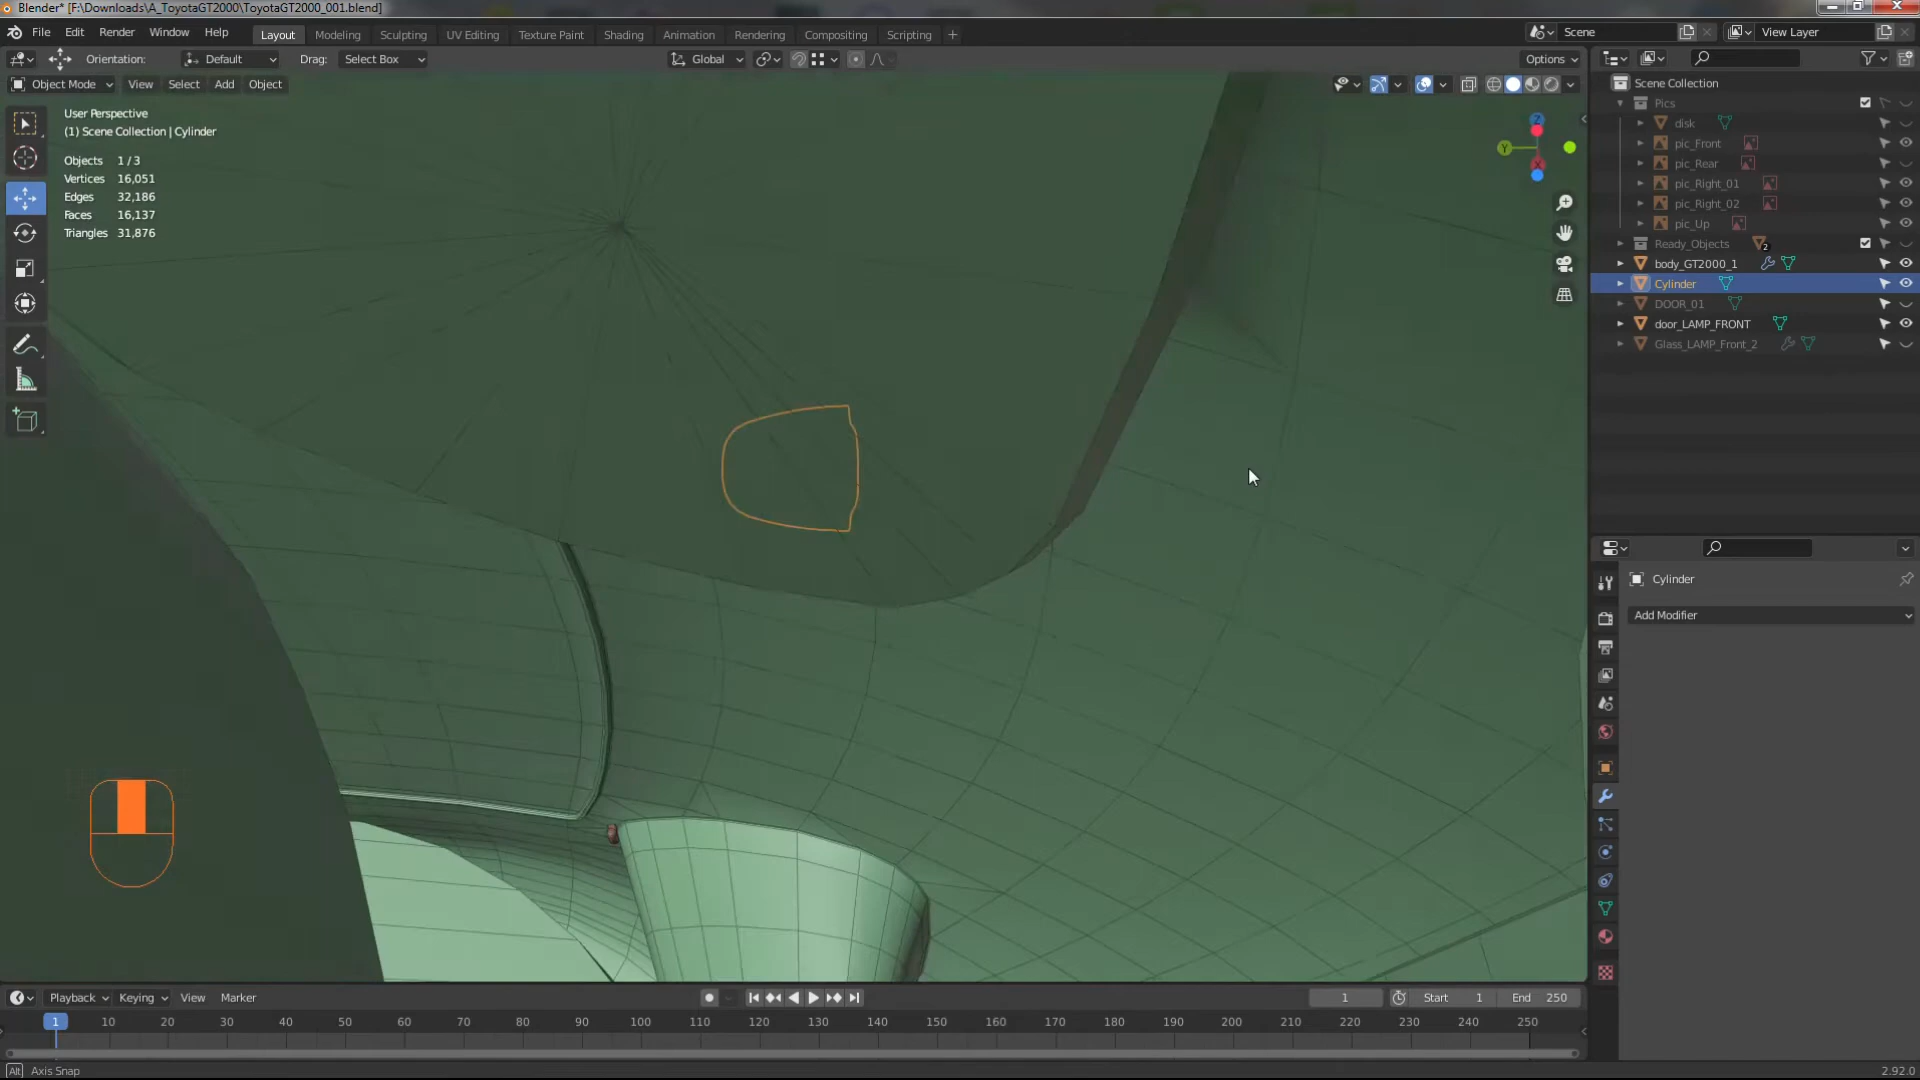 Blender* [F:\Downloads\A_ToyotaGT2000\ToyotaGT2000_001.blend]
File Edit Render Window Help Layout Modeling Sculpting UV Editing Texture Paint Shading Animation Rendering Compositing Scripting + Scene View Layer
Orientation: Default Drag: Select Box Global Options
Object Mode View Select Add Object
User Perspective
(1) Scene Collection | Cylinder
Objects 1/3
Vertices 16,051
Edges 32,186
Faces 16,137
Triangles 31,876
Z
Y
X
Scene Collection
Pics
disk
pic_Front
pic_Rear
pic_Right_01
pic_Right_02
pic_Up
Ready_Objects 2
body_GT2000_1
Cylinder
DOOR_01
door_LAMP_FRONT
Glass_LAMP_Front_2
Cylinder
Add Modifier
Playback Keying View Marker 1 Start 1 End 250
1 10 20 30 40 50 60 70 80 90 100 110 120 130 140 150 160 170 180 190 200 210 220 230 240 250
Alt Axis Snap 2.92.0